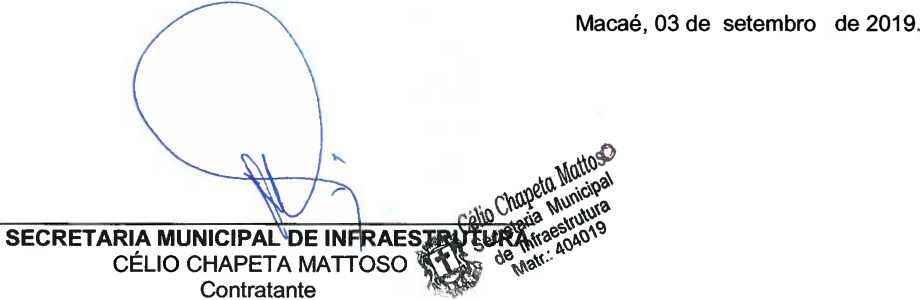 Macaé, 03 de setembro de 2019.
Célio Chapeta Mattoso
Secretaria Municipal
de Infraestrutura
Matr.: 404019
SECRETARIA MUNICIPAL DE INFRAESTRUTURA
CÉLIO CHAPETA MATTOSO
Contratante